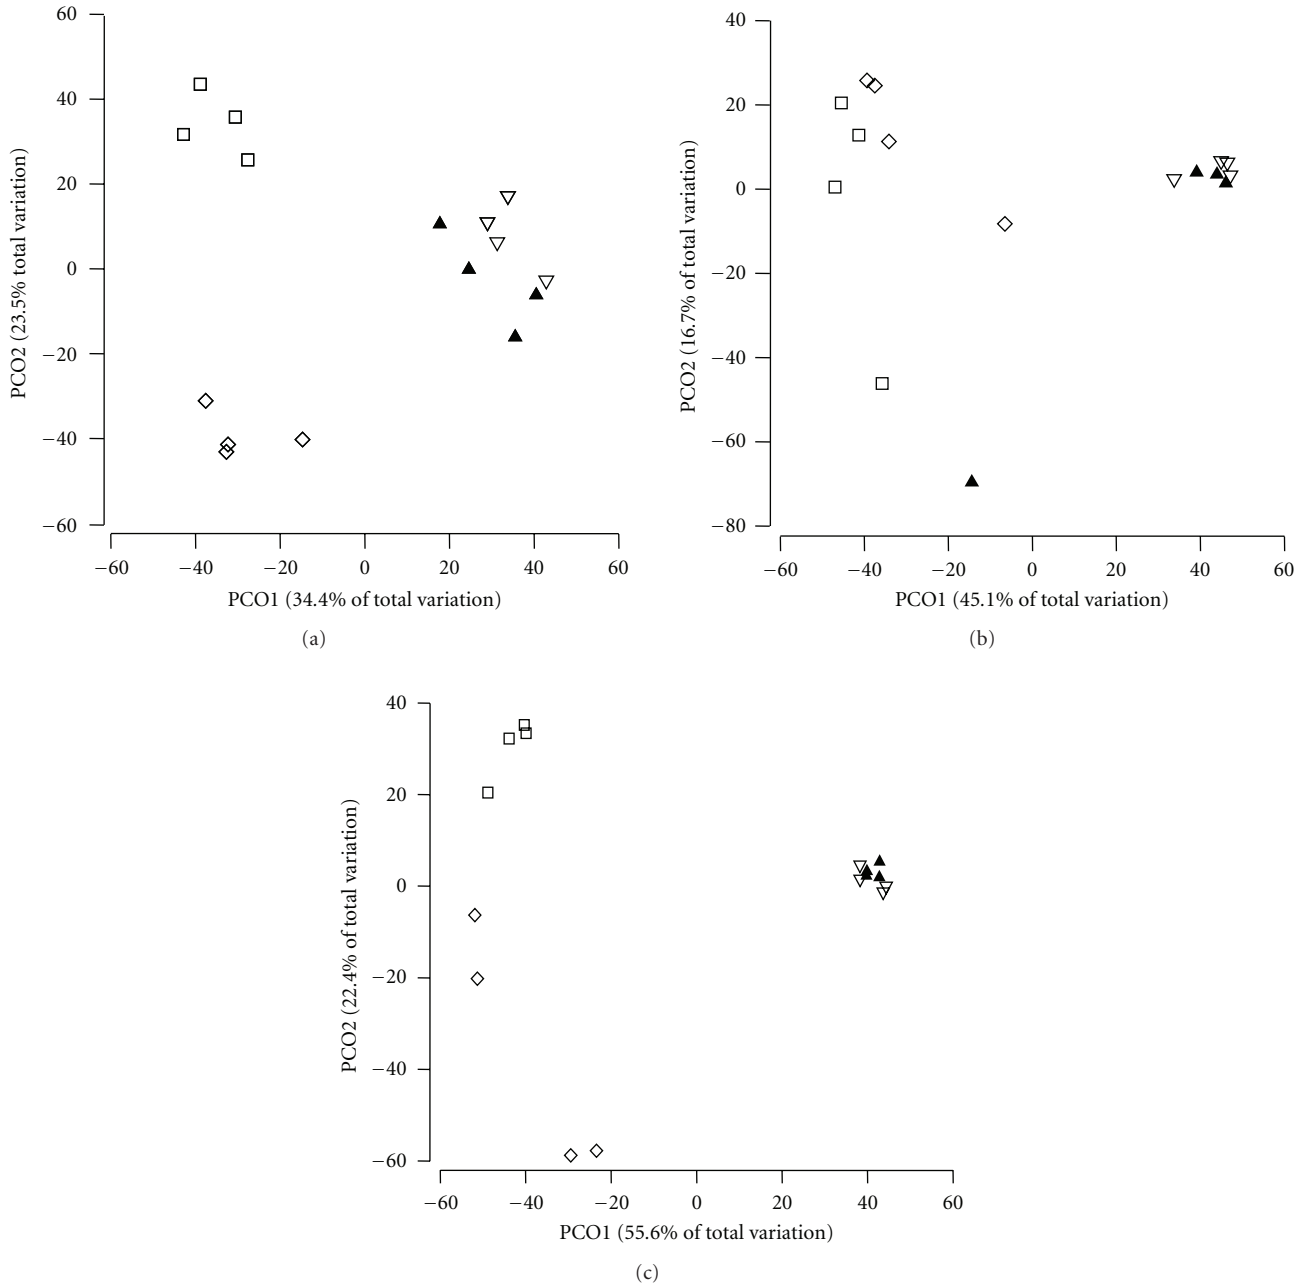 60
40
20
0
−20
−40
−60
PCO2 (23.5% total variation)
−60 −40 −20 0 20 40 60
PCO1 (34.4% of total variation)
(a)
40
20
0
−20
−40
−60
−80
PCO2 (16.7% of total variation)
−60 −40 −20 0 20 40 60
PCO1 (45.1% of total variation)
(b)
40
20
0
−20
−40
−60
PCO2 (22.4% of total variation)
−60 −40 −20 0 20 40 60
PCO1 (55.6% of total variation)
(c)